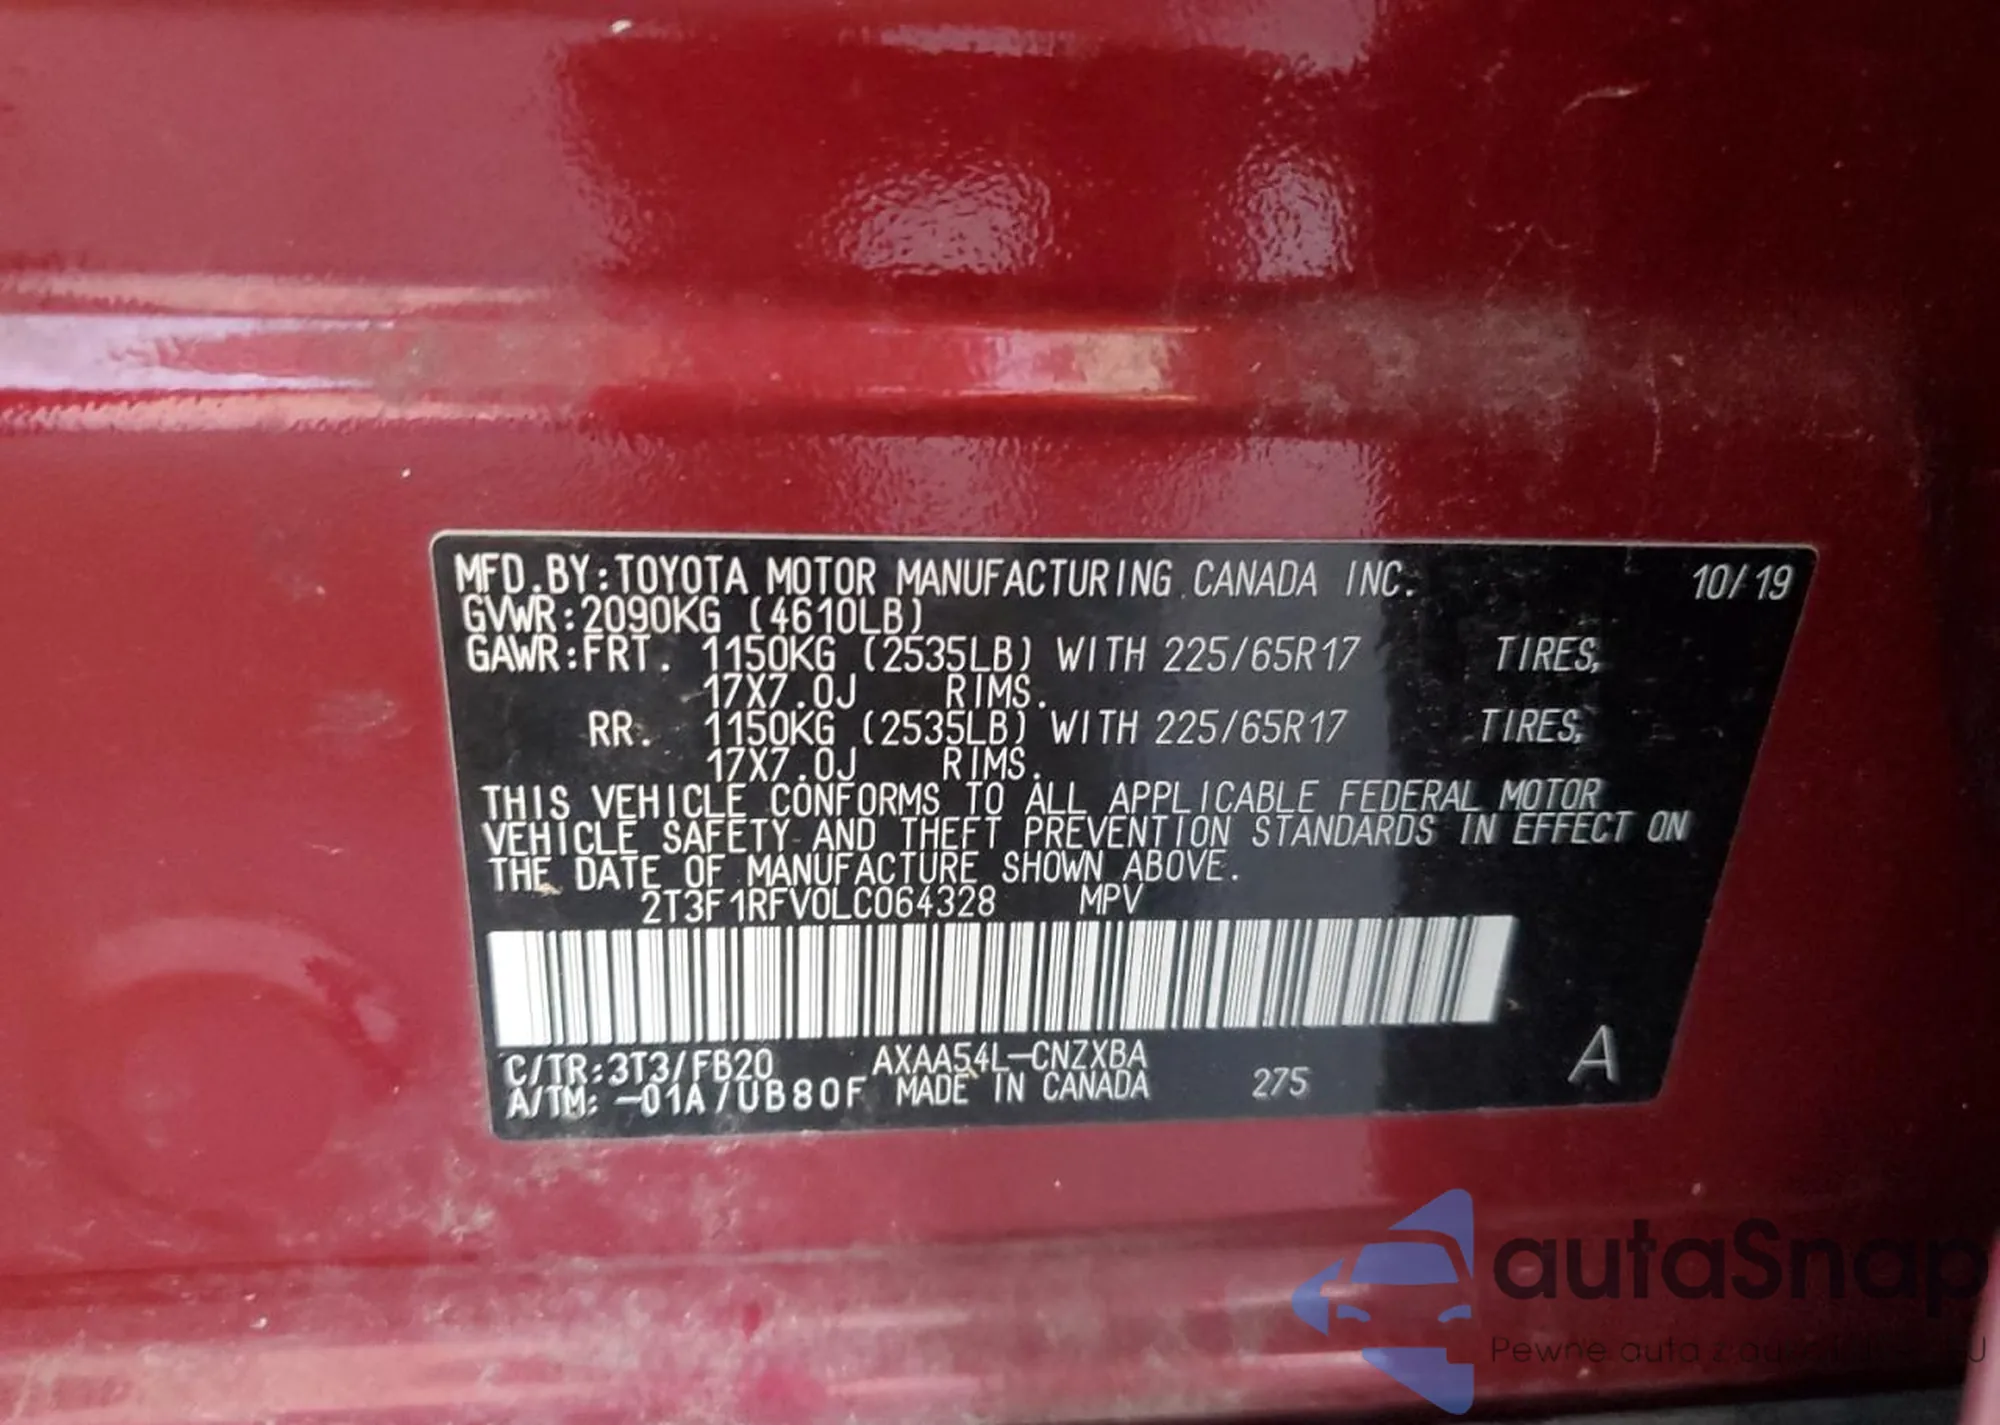 MFD.BY:TOYOTA MOTOR MANUFACTURING CANADA INC. 10/19
GVWR:2090KG (4610LB)
GAWR:FRT. 1150KG (2535LB) WITH 225/65R17 TIRES,
17X7.0J RIMS.
RR. 1150KG (2535LB) WITH 225/65R17 TIRES,
17X7.0J RIMS.
THIS VEHICLE CONFORMS TO ALL APPLICABLE FEDERAL MOTOR
VEHICLE SAFETY AND THEFT PREVENTION STANDARDS IN EFFECT ON
THE DATE OF MANUFACTURE SHOWN ABOVE.
2T3F1RFV0LC064328 MPV
C/TR:3T3/FB20 AXAA54L-CNZXBA
A/TM:-01A/UB80F MADE IN CANADA 275 A
autaSnap
Pewne auta z